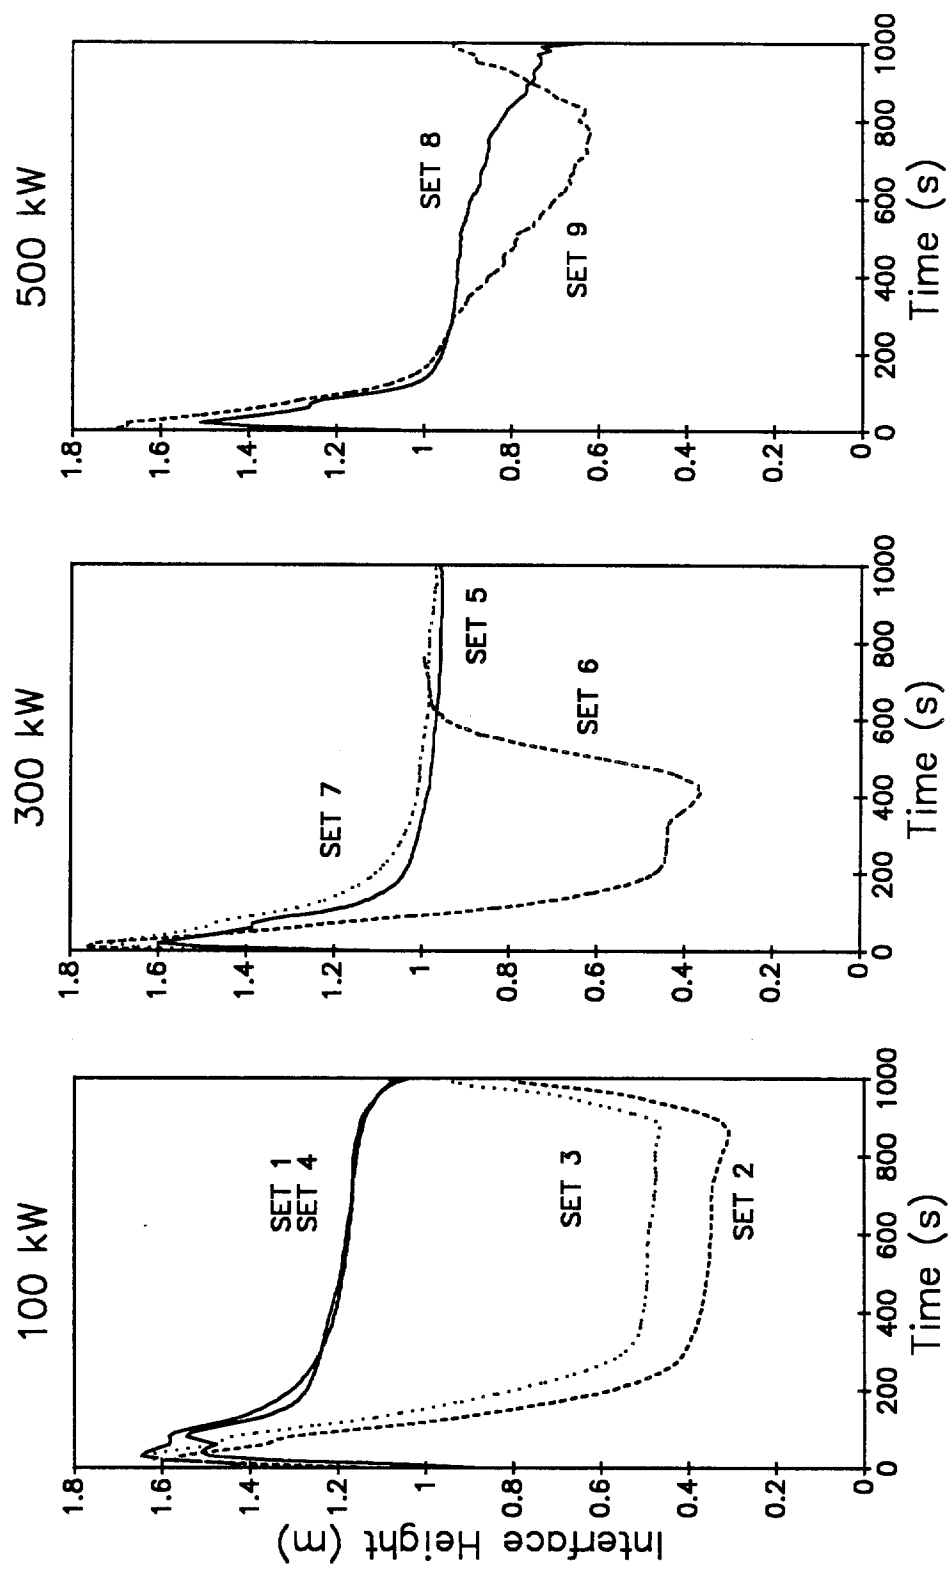 100 kW
Interface Height (m)
1.8
1.6
1.4
1.2
1
0.8
0.6
0.4
0.2
0
SET 1
SET 4
SET 3
SET 2
0 200 400 600 800 1000
Time (s)
300 kW
1.8
1.6
1.4
1.2
1
0.8
0.6
0.4
0.2
0
SET 7
SET 5
SET 6
0 200 400 600 800 1000
Time (s)
500 kW
1.8
1.6
1.4
1.2
1
0.8
0.6
0.4
0.2
0
SET 8
SET 9
0 200 400 600 800 1000
Time (s)